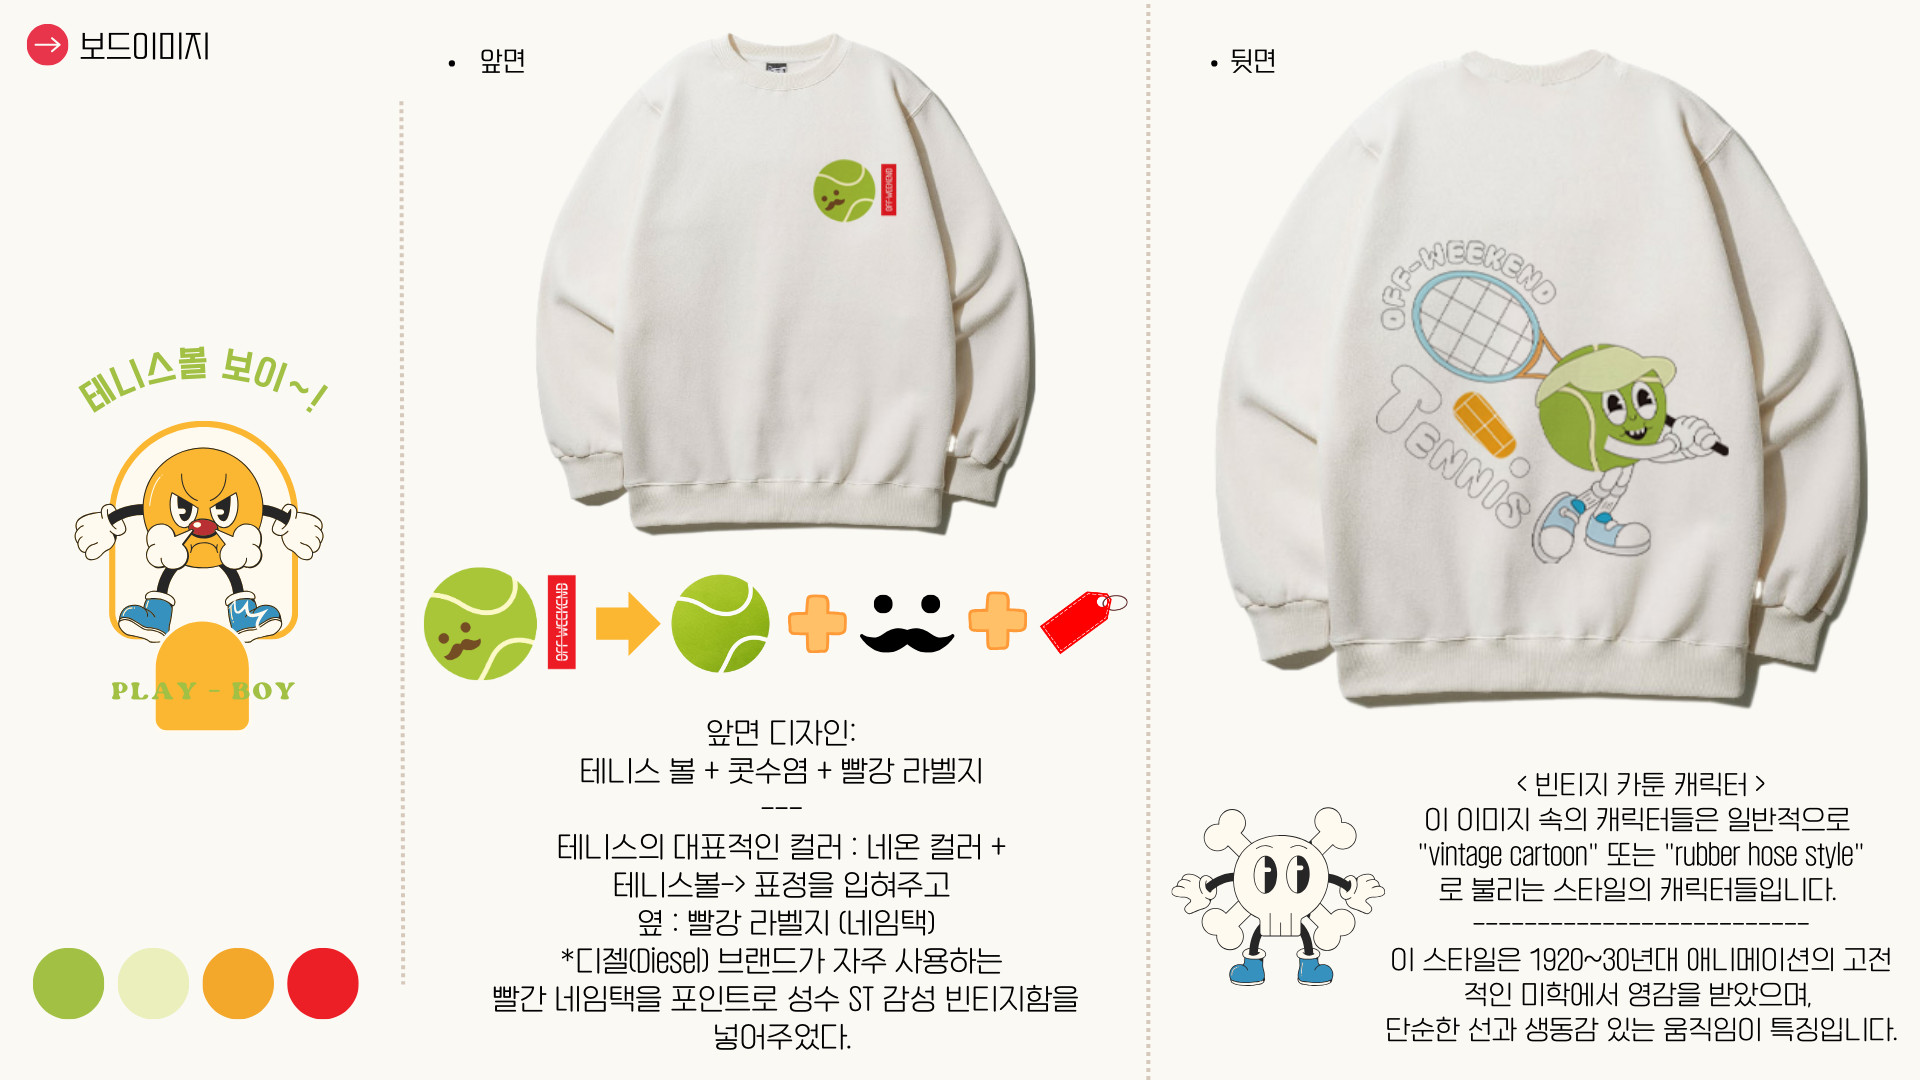 보드이미지
테니스볼 보이~!
PLAY - BOY
• 앞면
OFF-WEEKEND
OFF-WEEKEND
앞면 디자인:
테니스 볼 + 콧수염 + 빨강 라벨지
---
테니스의 대표적인 컬러 : 네온 컬러 +
테니스볼-> 표정을 입혀주고
옆 : 빨강 라벨지 (네임택)
*디젤(Diesel) 브랜드가 자주 사용하는
빨간 네임택을 포인트로 성수 ST 감성 빈티지함을
넣어주었다.
• 뒷면
OFF-WEEKEND
TENNIS
< 빈티지 카툰 캐릭터 >
이 이미지 속의 캐릭터들은 일반적으로
"vintage cartoon" 또는 "rubber hose style"
로 불리는 스타일의 캐릭터들입니다.
--------------------------
이 스타일은 1920~30년대 애니메이션의 고전
적인 미학에서 영감을 받았으며,
단순한 선과 생동감 있는 움직임이 특징입니다.